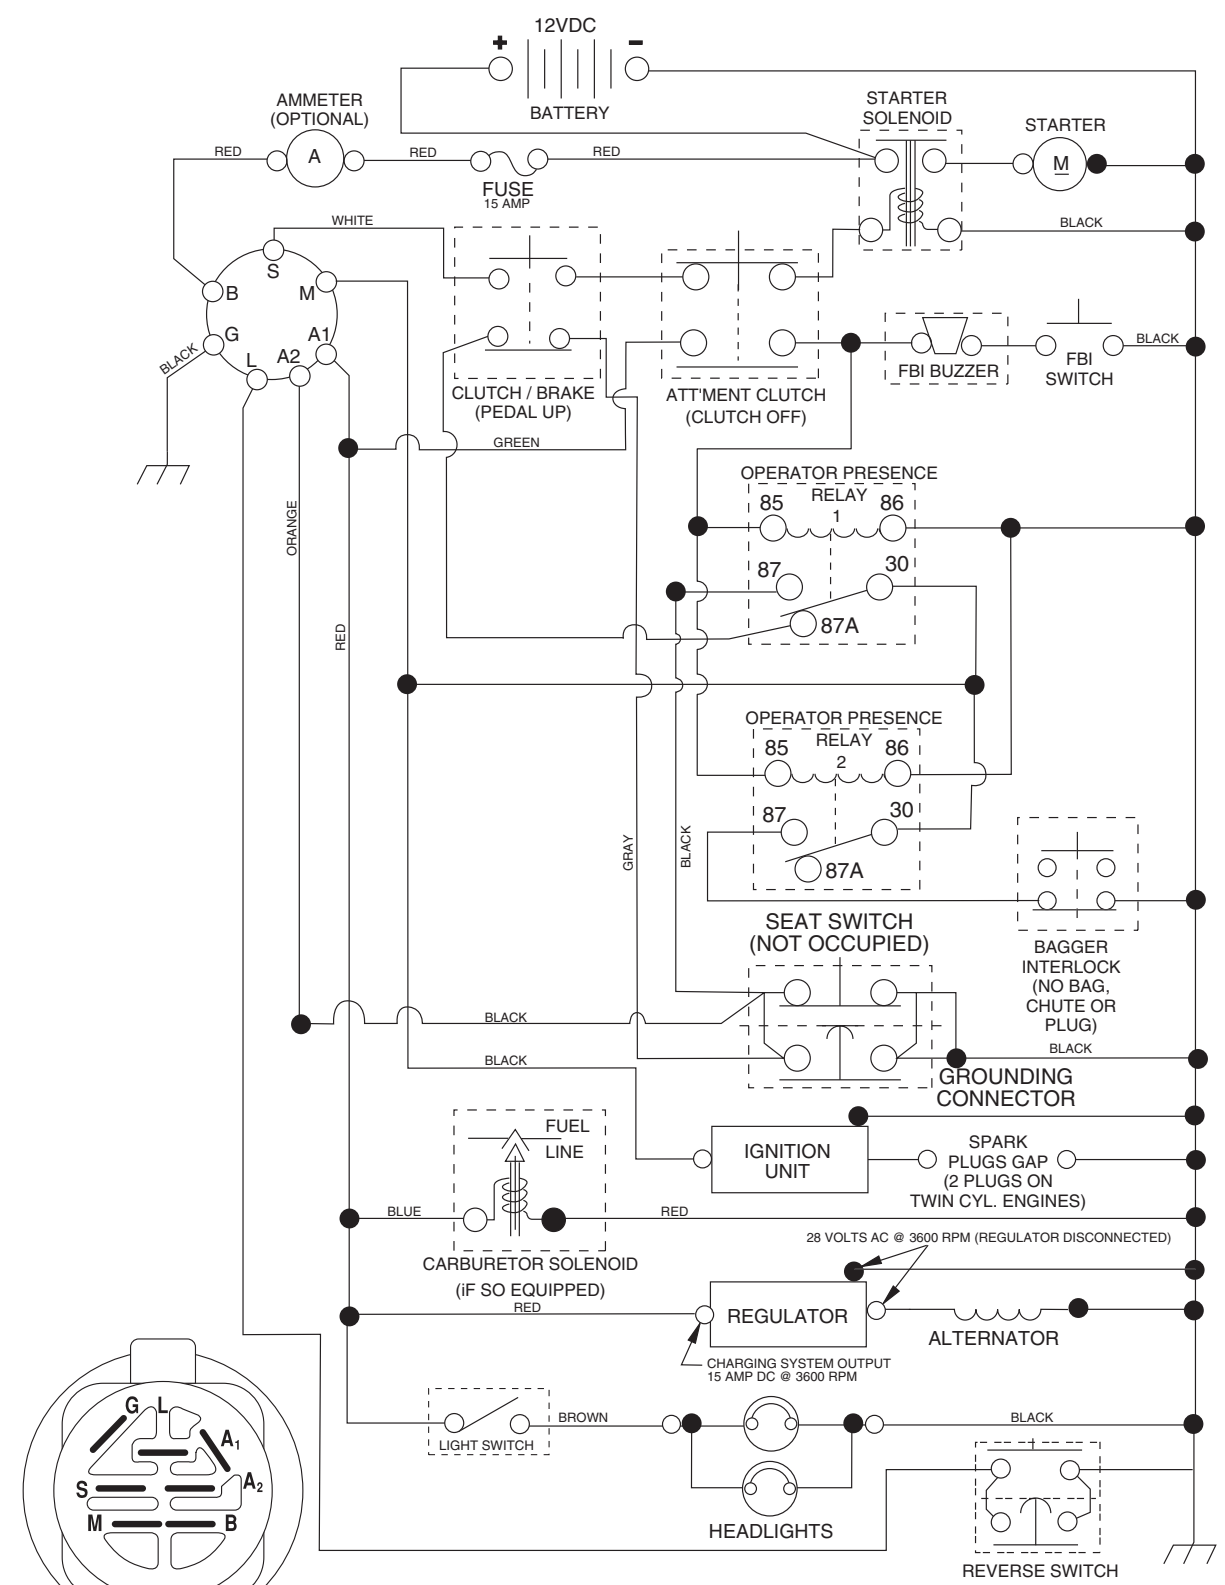 12VDC
+
−
BATTERY
AMMETER
(OPTIONAL)
A
RED
RED
FUSE
15 AMP
RED
STARTER
SOLENOID
STARTER
M
BLACK
WHITE
S
B
M
G
A1
L
A2
BLACK
CLUTCH / BRAKE
(PEDAL UP)
ATT'MENT CLUTCH
(CLUTCH OFF)
FBI BUZZER
FBI
SWITCH
BLACK
GREEN
ORANGE
RED
OPERATOR PRESENCE
RELAY
1
85
86
87
30
87A
OPERATOR PRESENCE
RELAY
2
85
86
87
30
87A
GRAY
BLACK
SEAT SWITCH
(NOT OCCUPIED)
BAGGER
INTERLOCK
(NO BAG,
CHUTE OR
PLUG)
BLACK
BLACK
BLACK
GROUNDING
CONNECTOR
FUEL
LINE
IGNITION
UNIT
SPARK
PLUGS GAP
(2 PLUGS ON
TWIN CYL. ENGINES)
BLUE
RED
CARBURETOR SOLENOID
(iF SO EQUIPPED)
28 VOLTS AC @ 3600 RPM (REGULATOR DISCONNECTED)
RED
REGULATOR
ALTERNATOR
CHARGING SYSTEM OUTPUT
15 AMP DC @ 3600 RPM
LIGHT SWITCH
BROWN
HEADLIGHTS
BLACK
REVERSE SWITCH
G
L
A1
A2
S
M
B